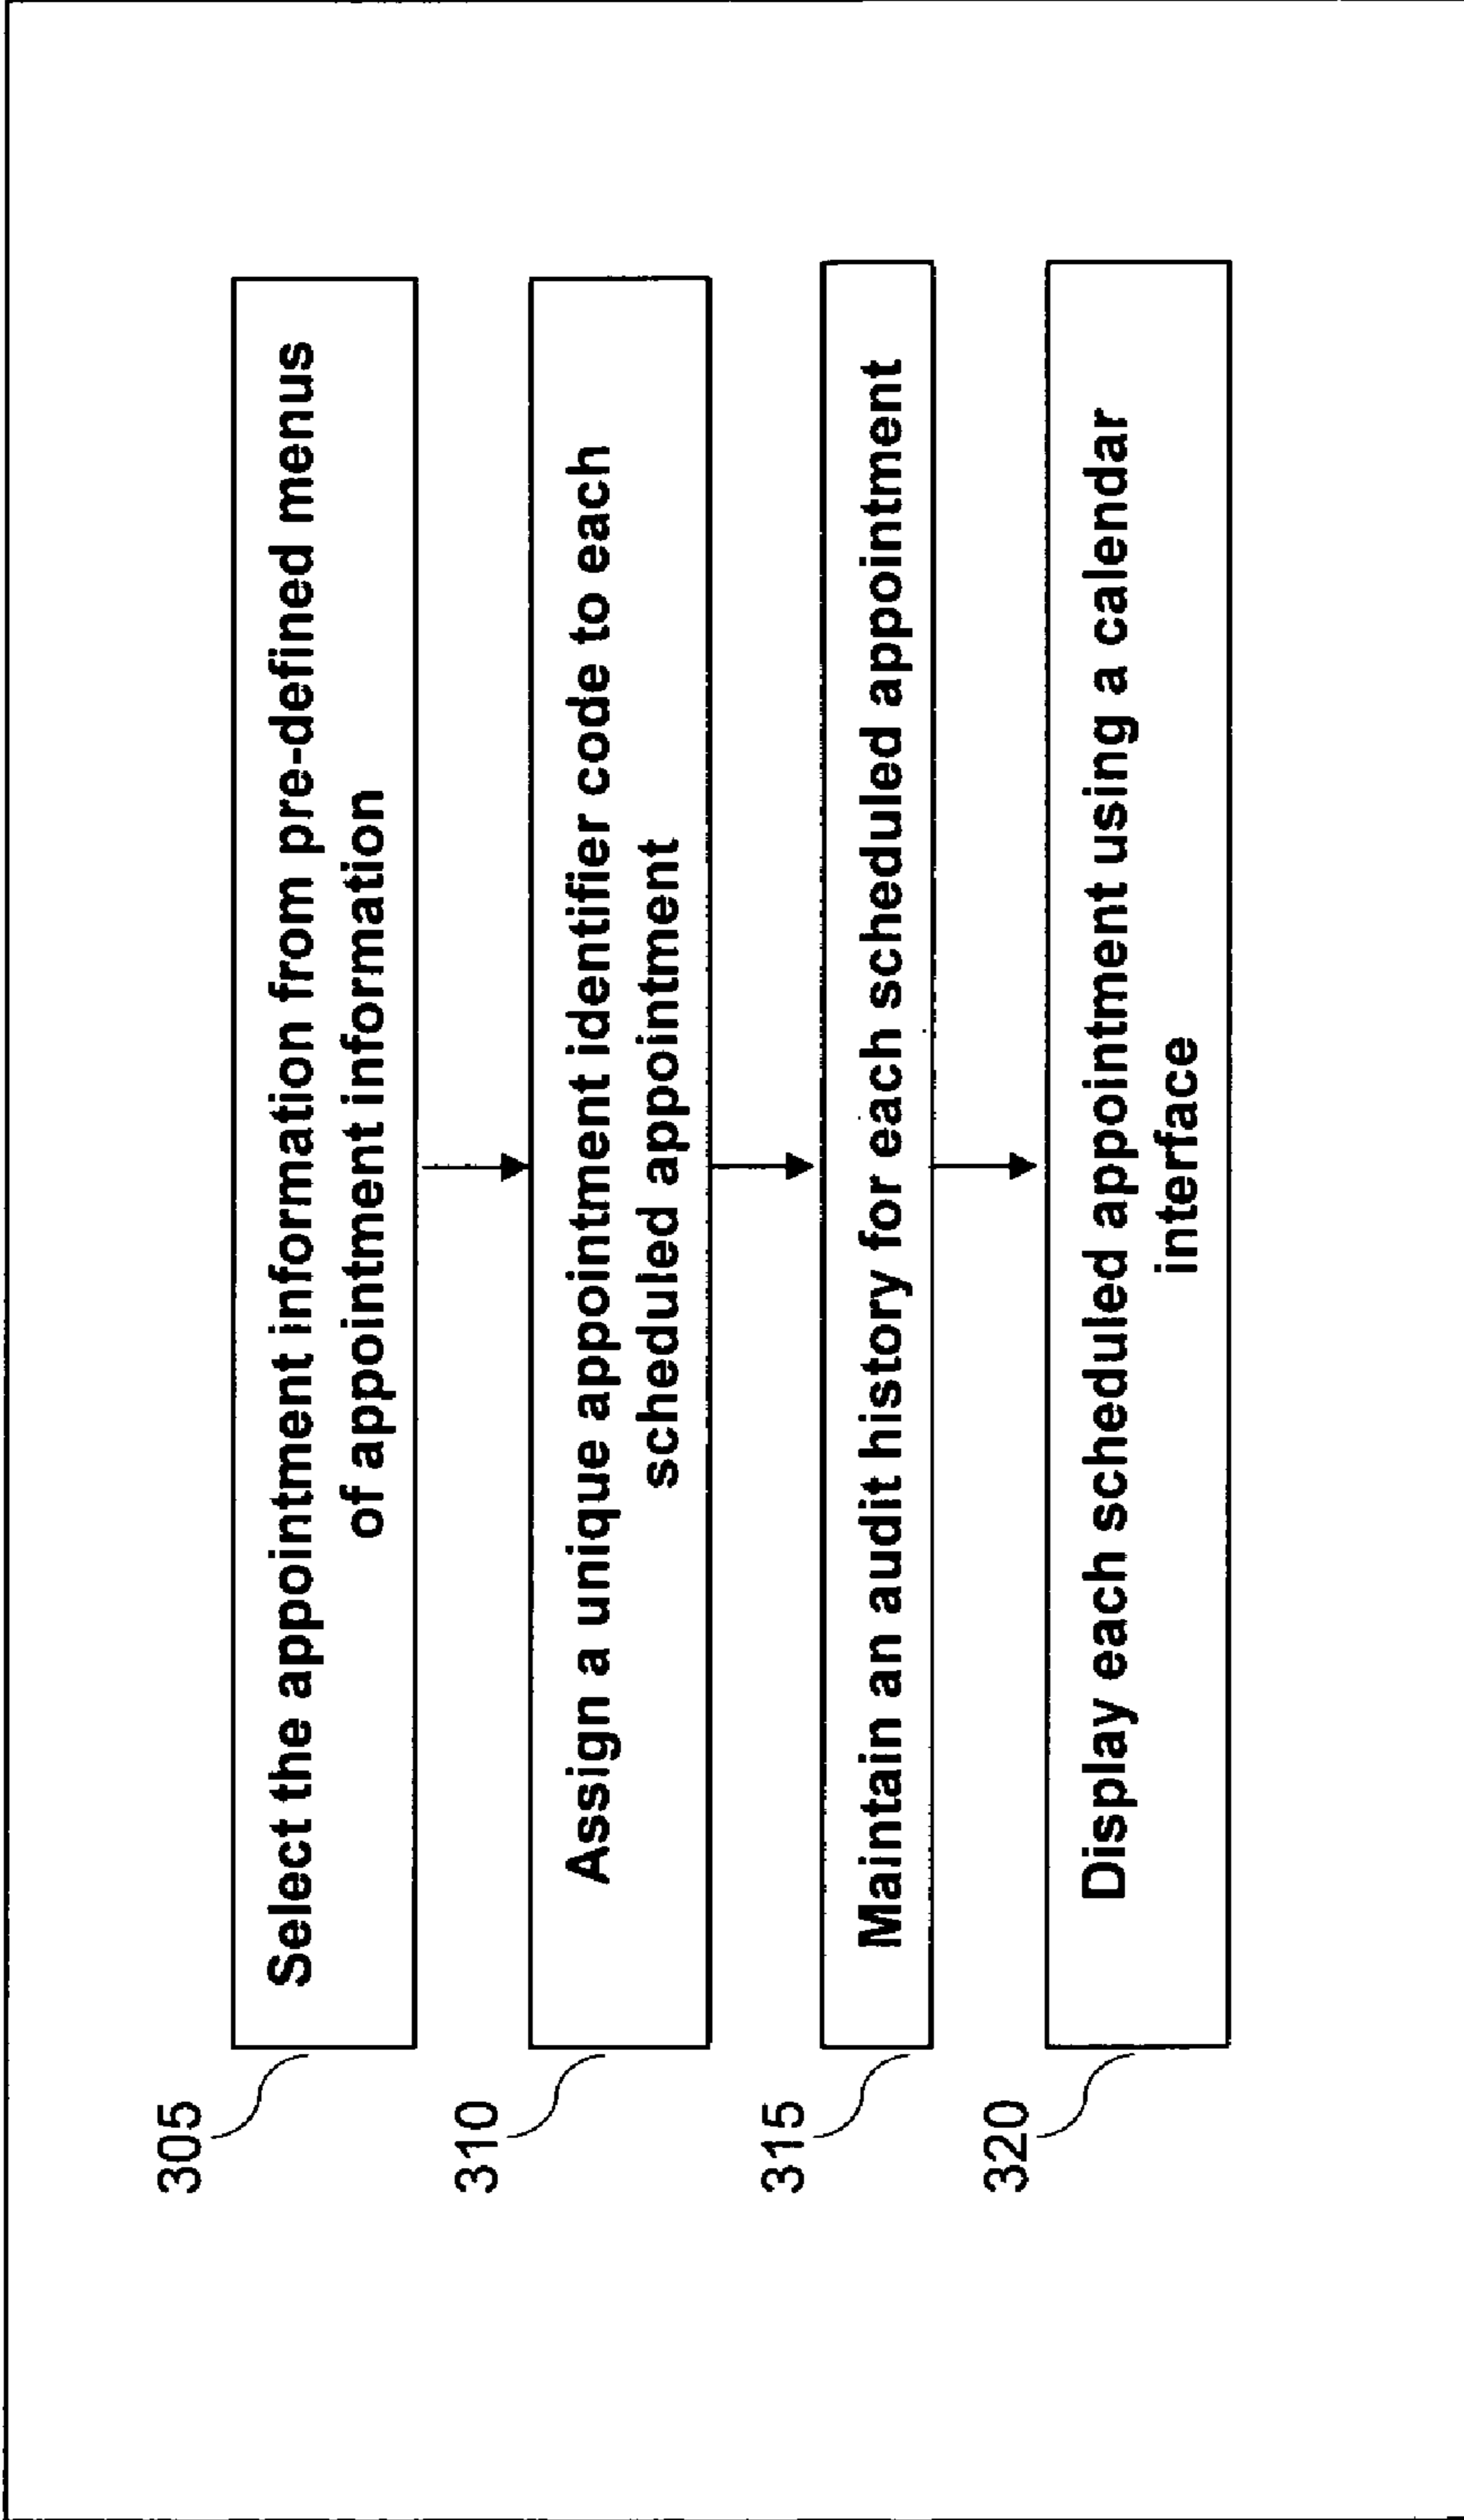 305
Select the appointment information from pre-defined menus
of appointment information
310
Assign a unique appointment identifier code to each
scheduled appointment
315
Maintain an audit history for each scheduled appointment
320
Display each scheduled appointment using a calendar
interface